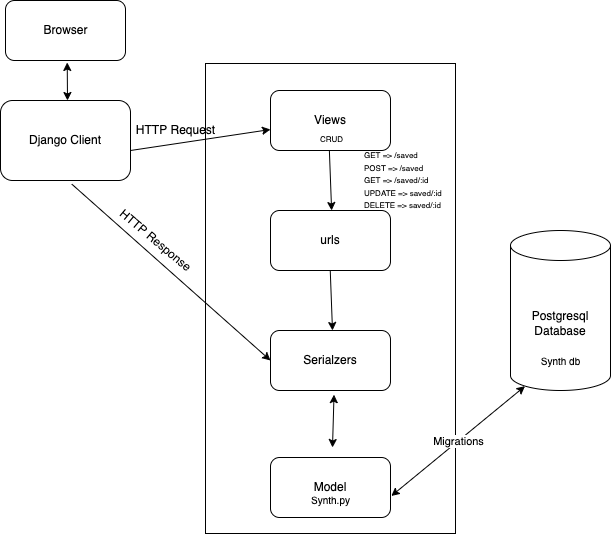 Browser
Django Client
HTTP Request
HTTP Response
Views
CRUD
GET => /saved
POST => /saved
GET => /saved/:id
UPDATE => saved/:id
DELETE => saved/:id
urls
Serialzers
Model
Synth.py
Migrations
Postgresql
Database
Synth db